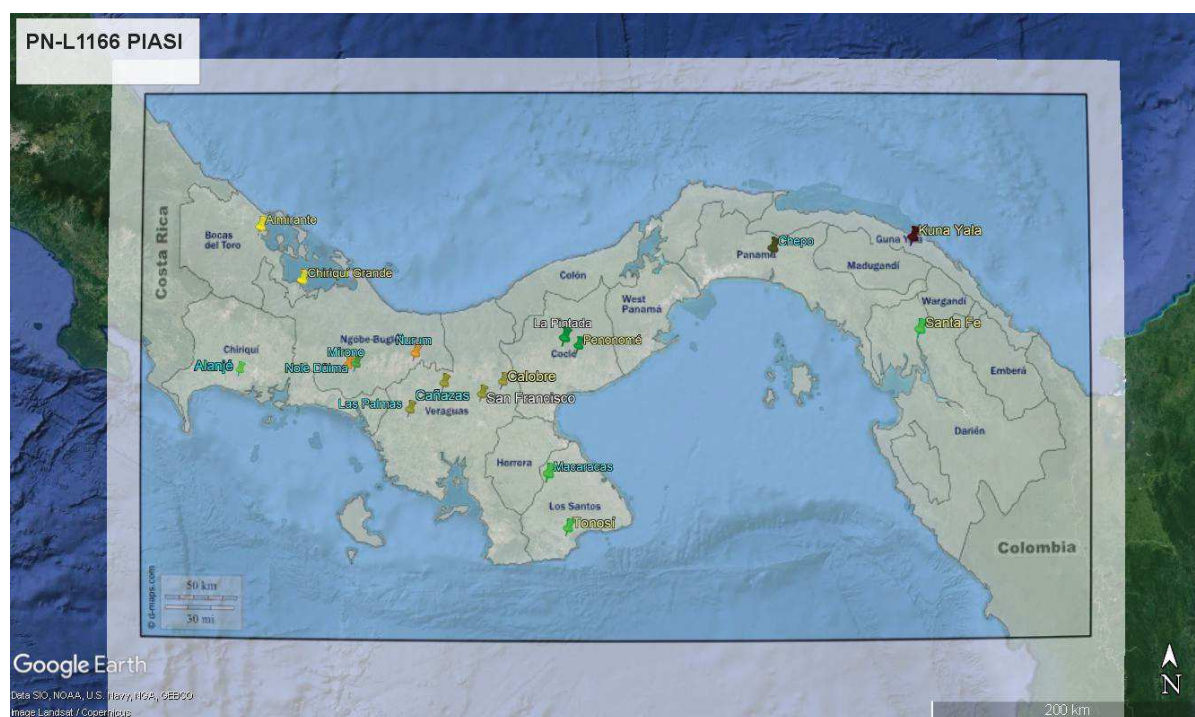 PN-L1166 PIASI
Costa Rica
Bocas
del Toro
Almirante
Chiriquí Grande
Chiriquí
Alanjé
Ngöbe-Buglé
Ñurum
Mirono
Nole Düima
Las Palmas
Cañazas
Veraguas
San Francisco
Calobre
La Pintada
Penonomé
Coclé
Colón
West
Panamá
Herrera
Macaracas
Los Santos
Tonosí
Panamá
Chepo
Guna Yala
Kuna Yala
Madugandí
Wargandí
Santa Fe
Emberá
Darién
Colombia
50 km
30 mi
© d-maps.com
Google Earth
Data SIO, NOAA, U.S. Navy, NGA, GEBCO
Image Landsat / Copernicus
200 km
N